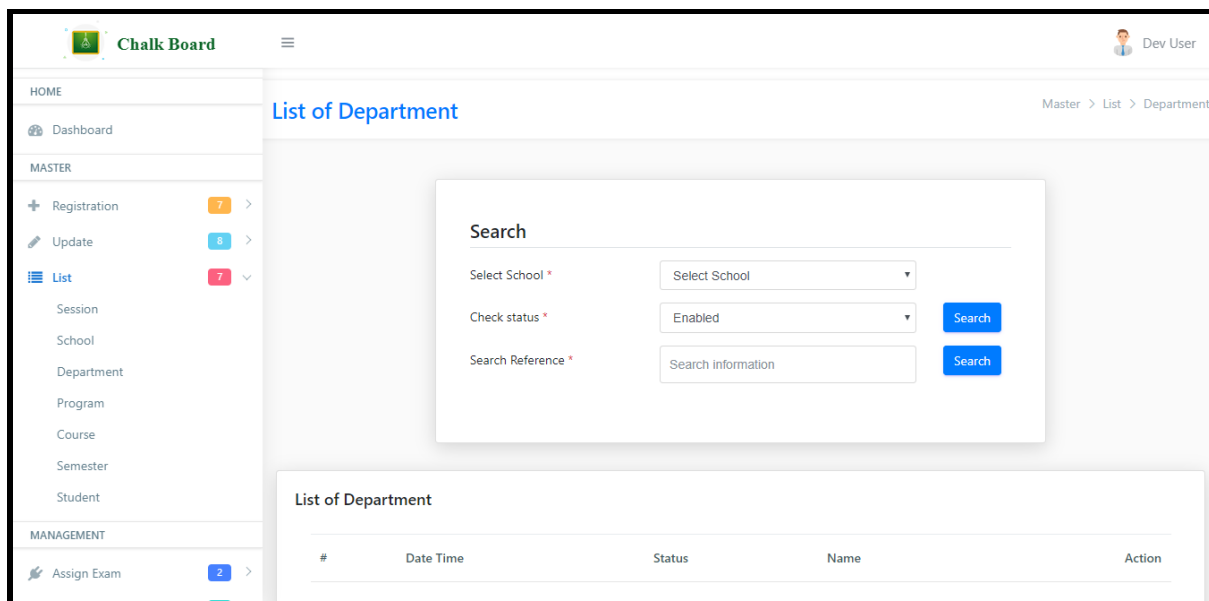 Chalk Board
Dev User
HOME
Dashboard
MASTER
Registration 7
Update 8
List 7
Session
School
Department
Program
Course
Semester
Student
MANAGEMENT
Assign Exam 2
List of Department
Master > List > Department
Search
Select School * Select School
Check status * Enabled Search
Search Reference * Search information Search
List of Department
# Date Time Status Name Action